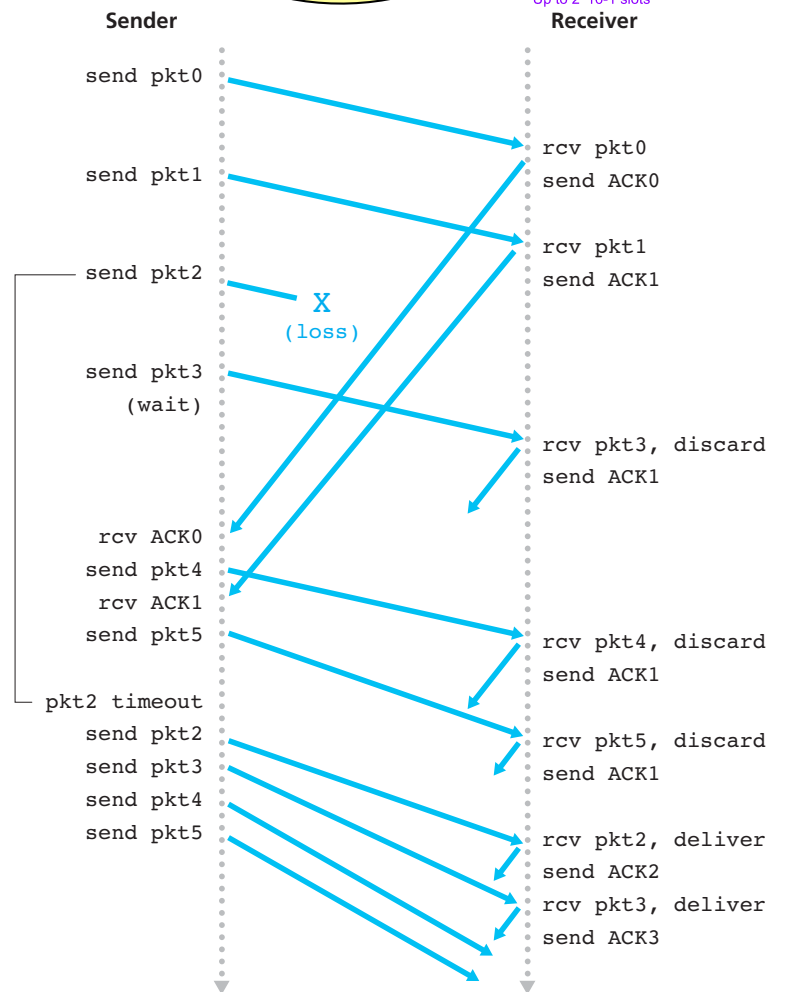 Sender
Receiver
send pkt0
rcv pkt0
send ACK0
send pkt1
rcv pkt1
send ACK1
send pkt2
X
(loss)
send pkt3
(wait)
rcv pkt3, discard
send ACK1
rcv ACK0
send pkt4
rcv ACK1
send pkt5
rcv pkt4, discard
send ACK1
pkt2 timeout
send pkt2
send pkt3
send pkt4
send pkt5
rcv pkt5, discard
send ACK1
rcv pkt2, deliver
send ACK2
rcv pkt3, deliver
send ACK3